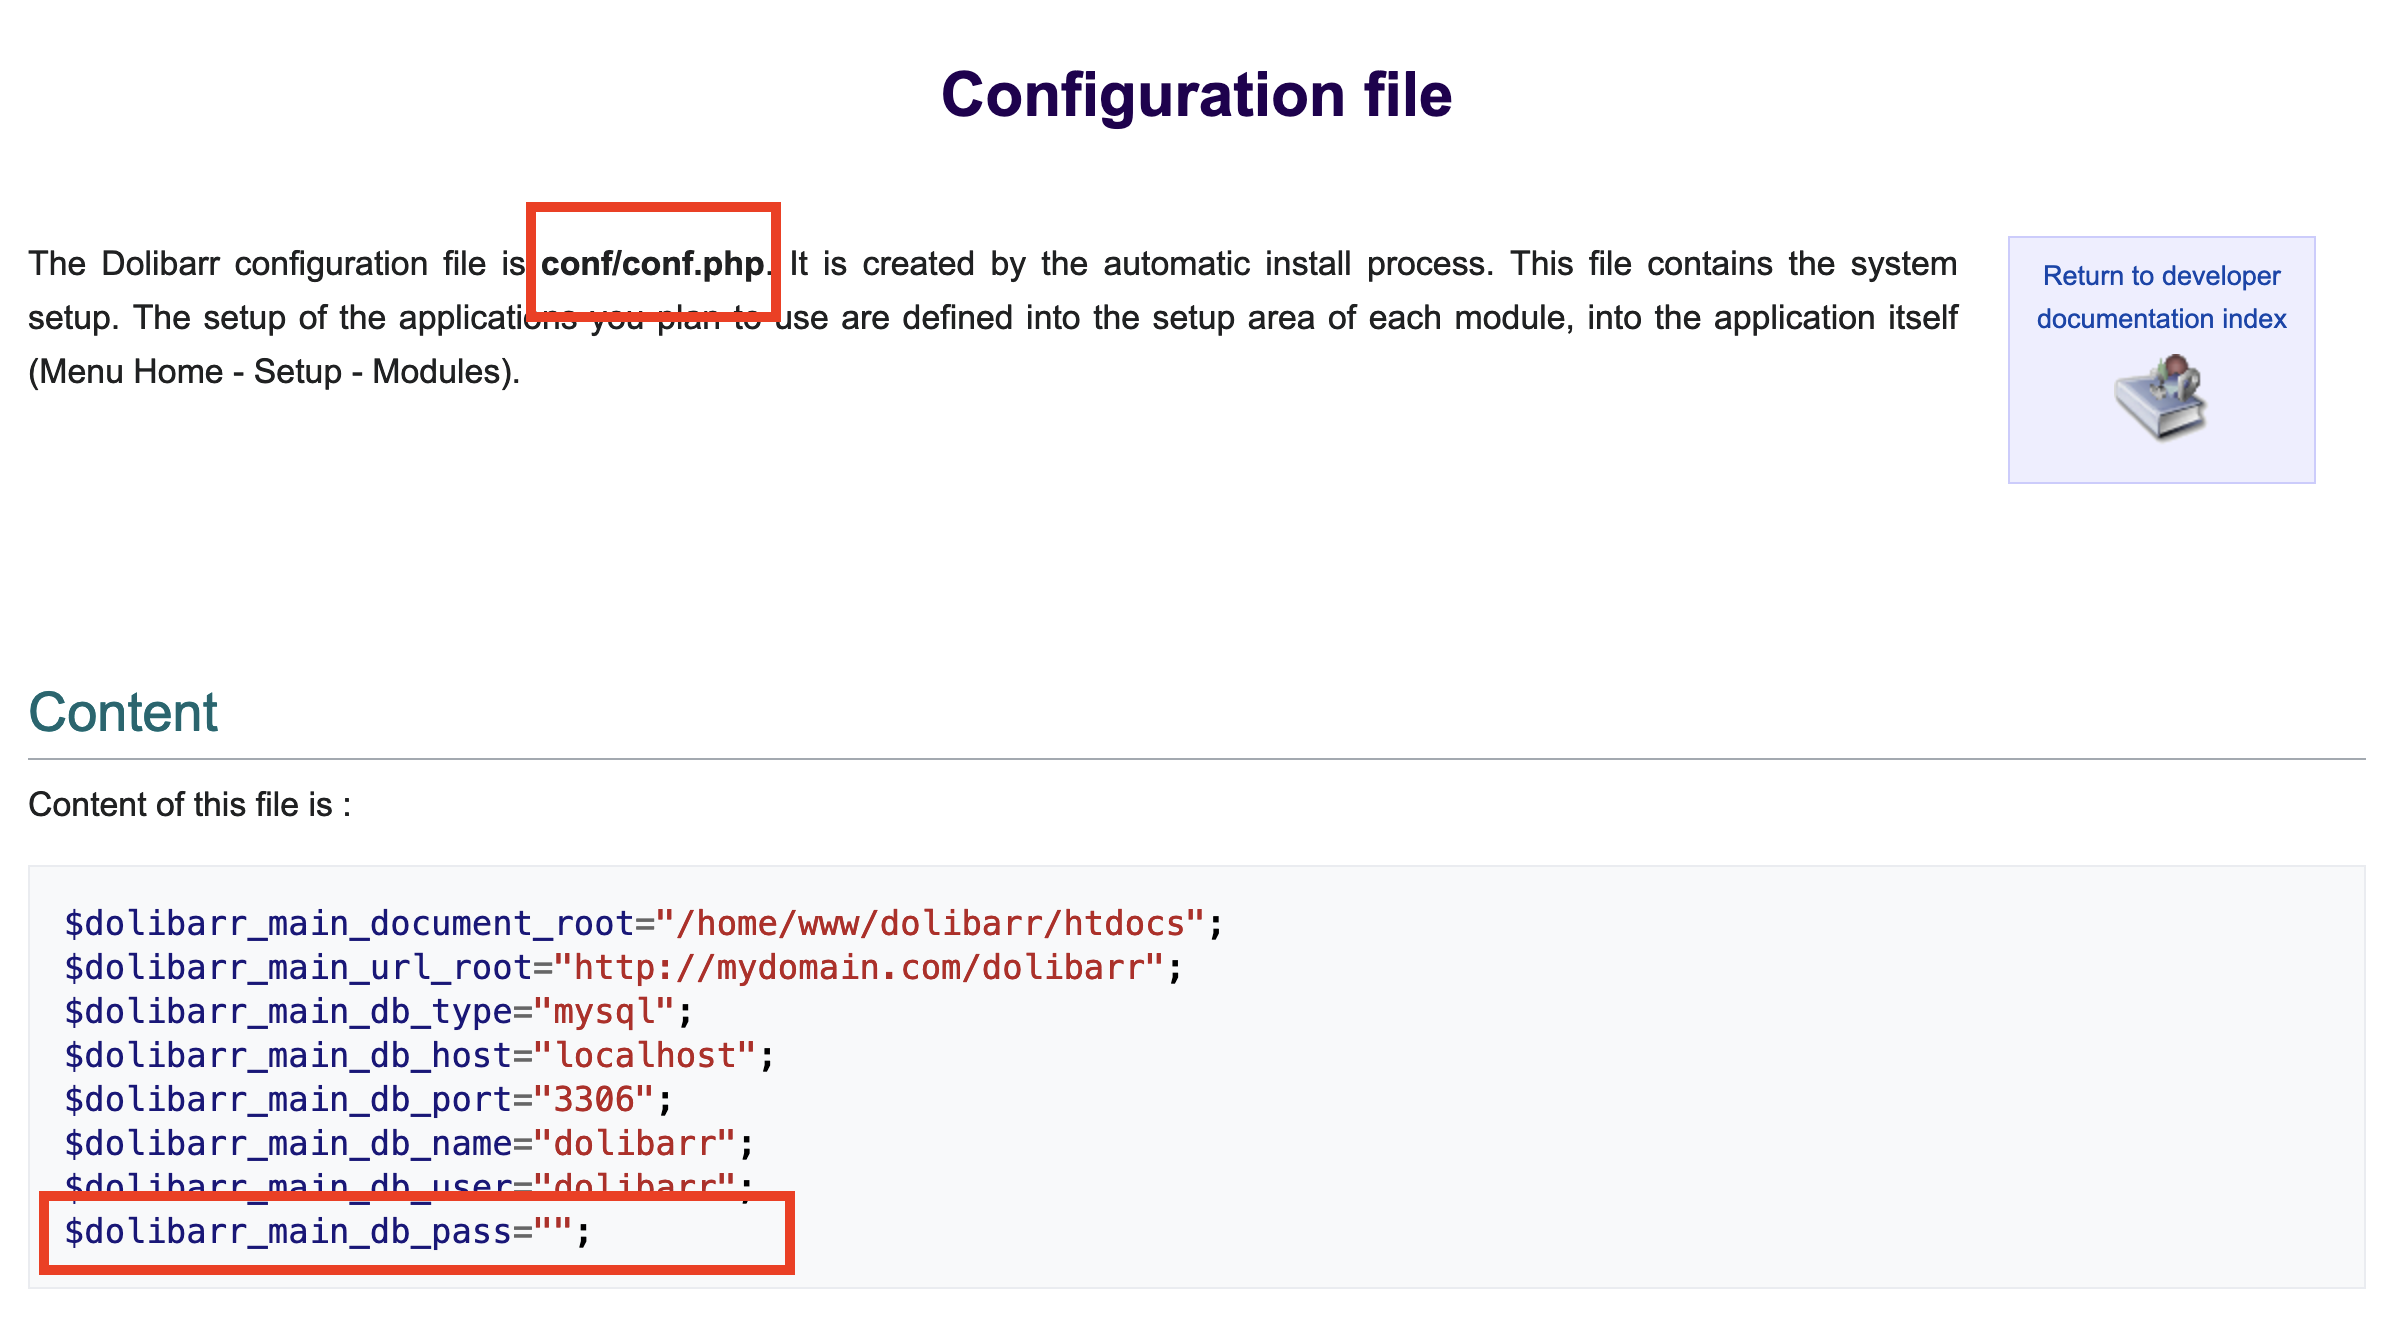 Configuration file
The Dolibarr configuration file is conf/conf.php. It is created by the automatic install process. This file contains the system
setup. The setup of the applications you plan to use are defined into the setup area of each module, into the application itself
(Menu Home - Setup - Modules).
Return to developer
documentation index
Content
Content of this file is :
$dolibarr_main_document_root="/home/www/dolibarr/htdocs";
$dolibarr_main_url_root="http://mydomain.com/dolibarr";
$dolibarr_main_db_type="mysql";
$dolibarr_main_db_host="localhost";
$dolibarr_main_db_port="3306";
$dolibarr_main_db_name="dolibarr";
$dolibarr_main_db_user="dolibarr";
$dolibarr_main_db_pass="";